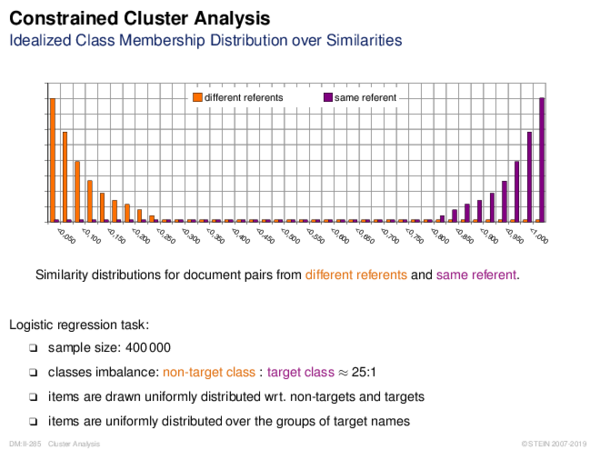 Constrained Cluster Analysis
Idealized Class Membership Distribution over Similarities
different referents same referent
<0,050 <0,100 <0,150 <0,200 <0,250 <0,300 <0,350 <0,400 <0,450 <0,500 <0,550 <0,600 <0,650 <0,700 <0,750 <0,800 <0,850 <0,900 <0,950 <1,000
Similarity distributions for document pairs from different referents and same referent.
Logistic regression task:
❑ sample size: 400 000
❑ classes imbalance: non-target class : target class ≈ 25:1
❑ items are drawn uniformly distributed wrt. non-targets and targets
❑ items are uniformly distributed over the groups of target names
DM:II-285 Cluster Analysis © STEIN 2007-2019